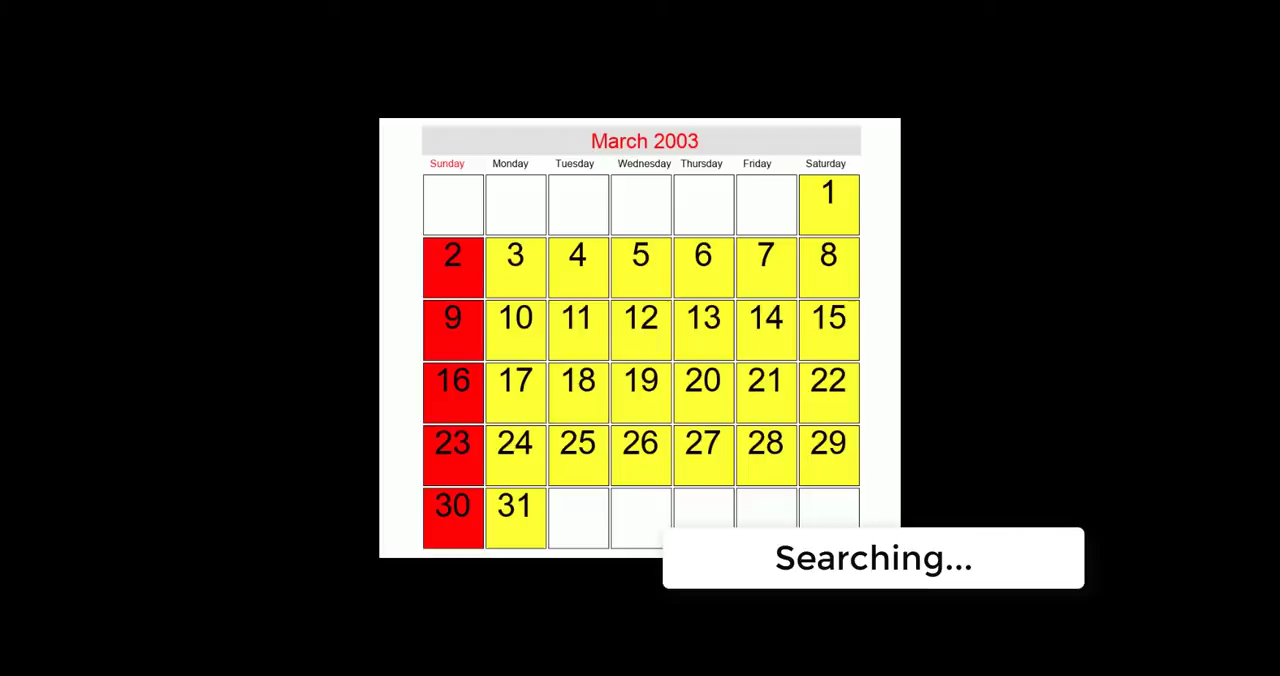 March 2003
Sunday Monday Tuesday Wednesday Thursday Friday Saturday
1
2 3 4 5 6 7 8
9 10 11 12 13 14 15
16 17 18 19 20 21 22
23 24 25 26 27 28 29
30 31
Searching...